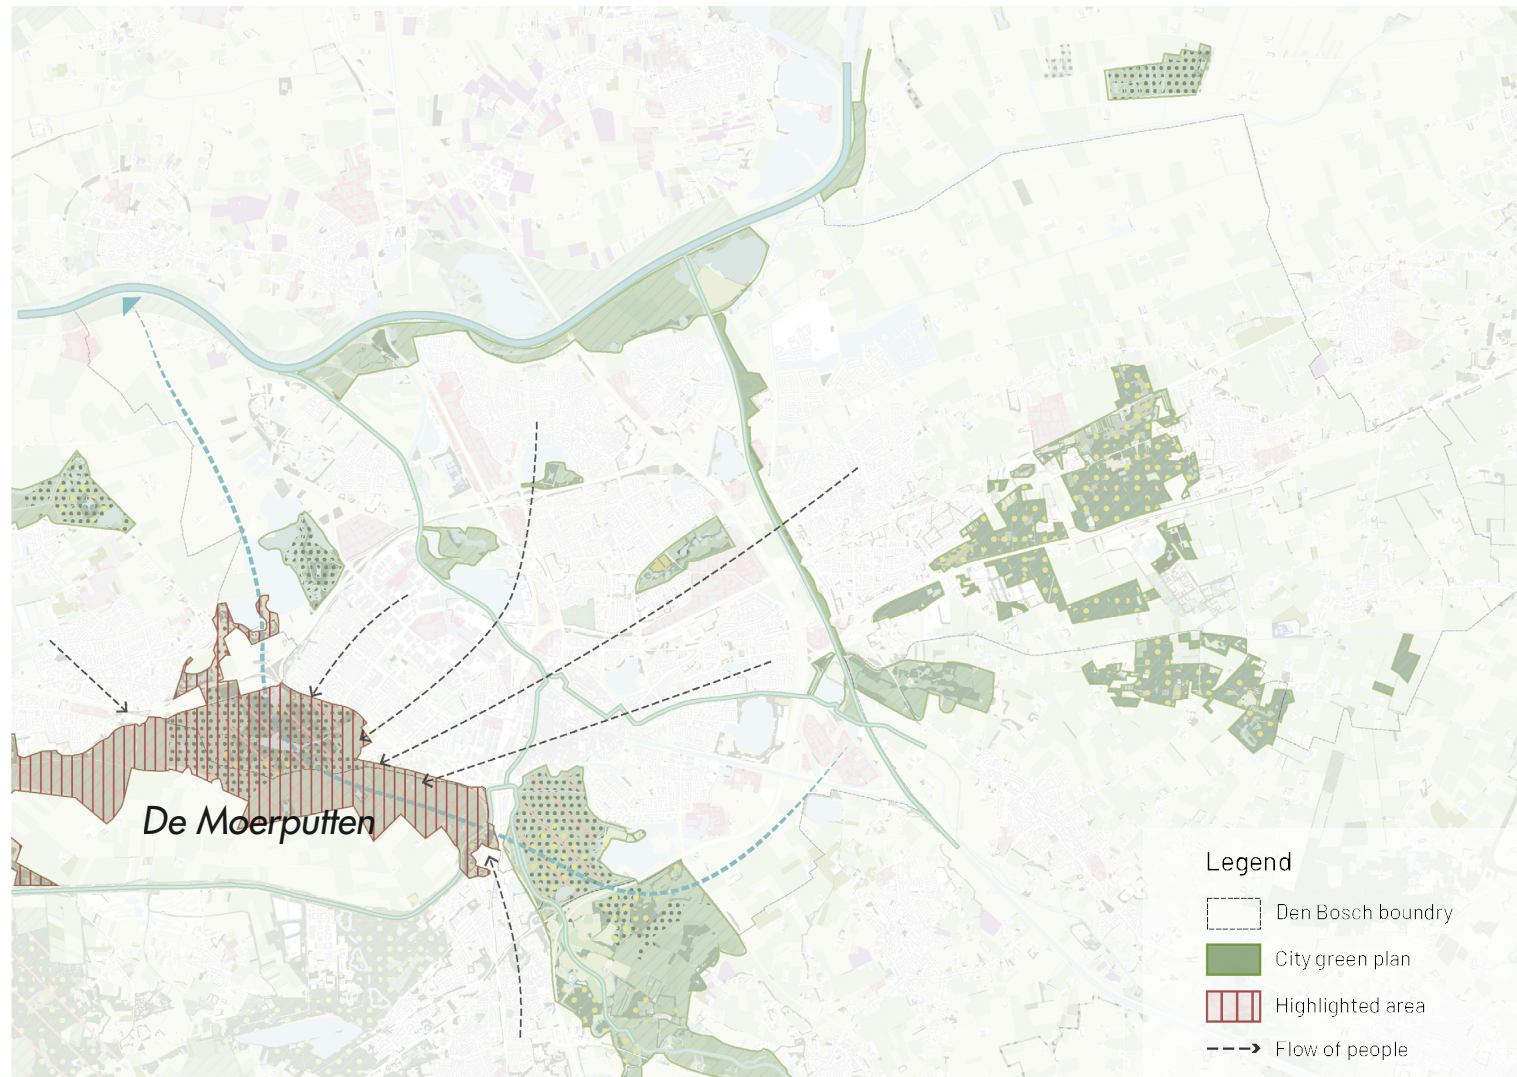 De Moerputten
Legend
Den Bosch boundry
City green plan
Highlighted area
Flow of people